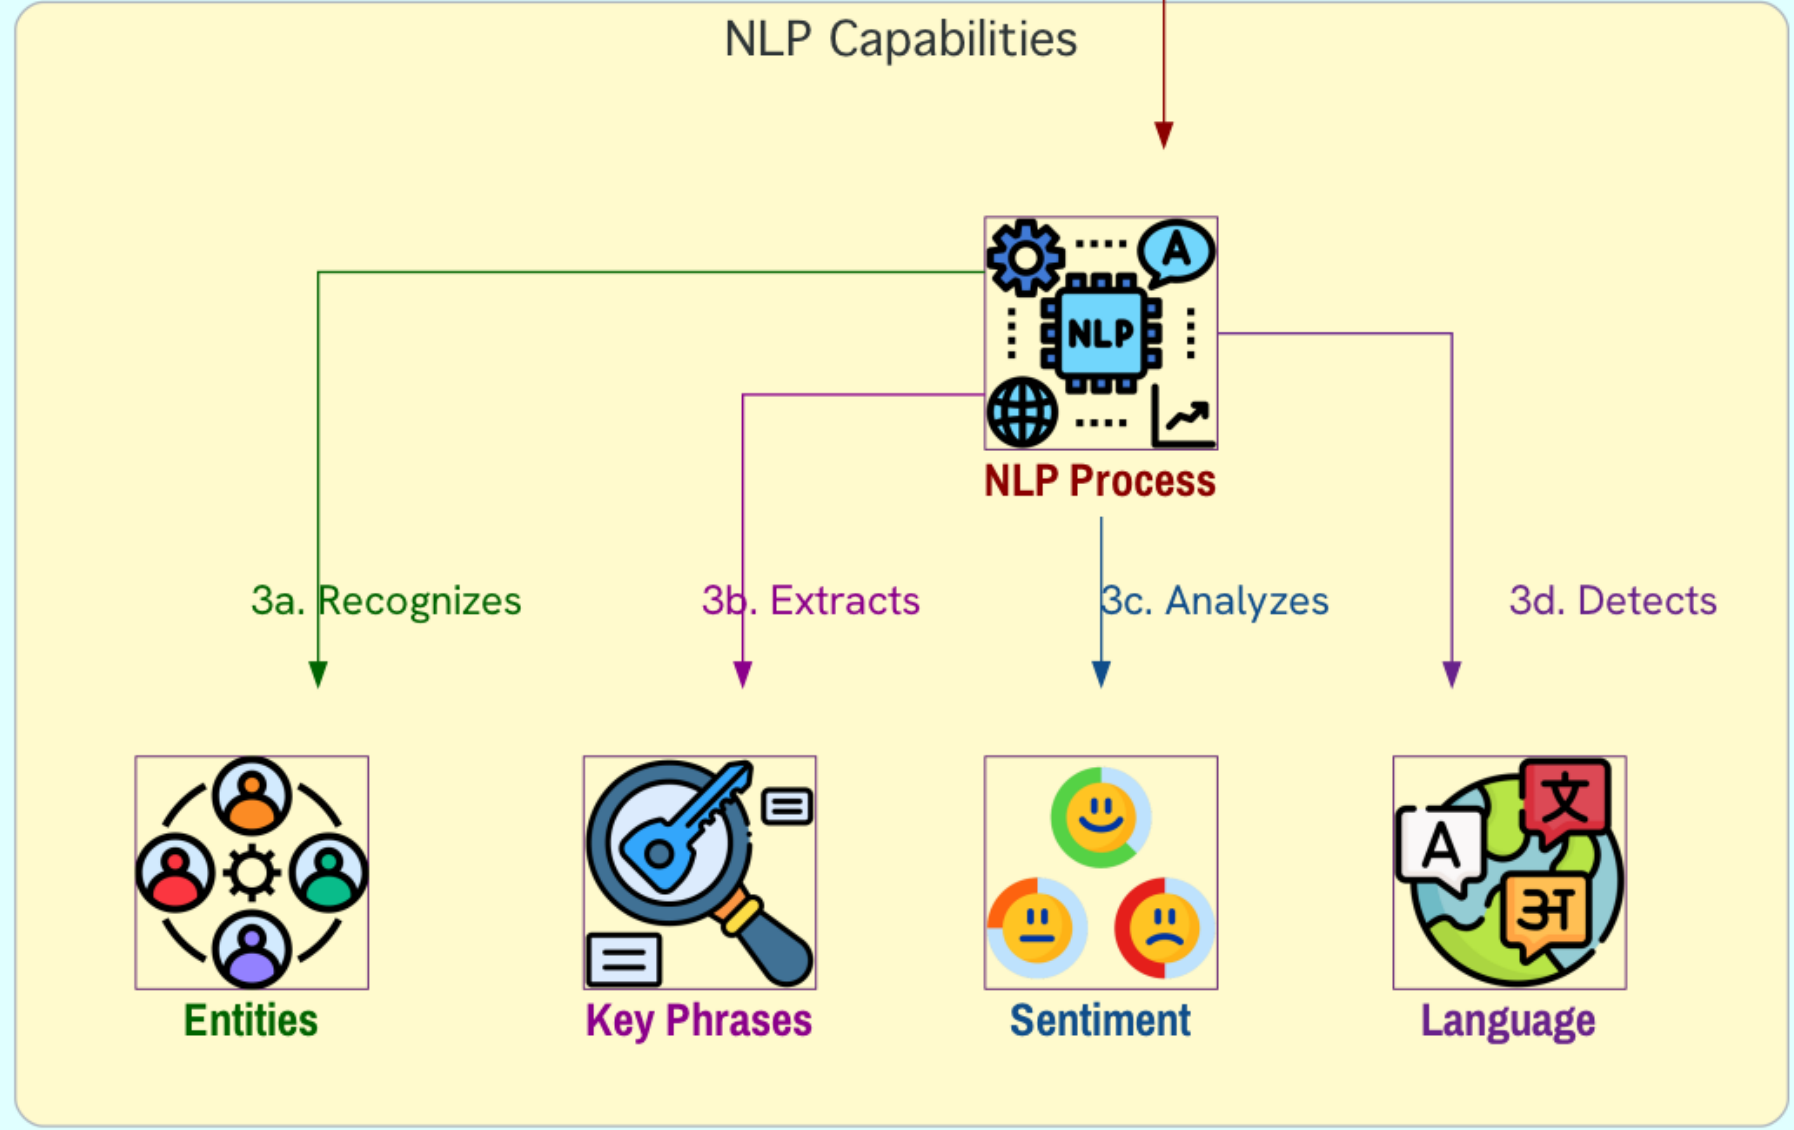 NLP Capabilities
A
NLP
NLP Process
3a. Recognizes
3b. Extracts
3c. Analyzes
3d. Detects
文
A
अ
Entities
Key Phrases
Sentiment
Language